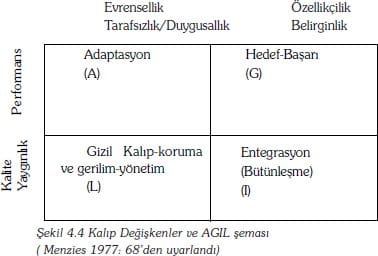 Evrensellik Özellikçilik
Tarafsızlık/Duygusallık Belirginlik
Performans
Adaptasyon
(A)
Hedef-Başarı
(G)
Kalite
Yaygınlık
Gizil Kalıp-koruma
ve gerilim-yönetim
(L)
Entegrasyon
(Bütünleşme)
(I)
Şekil 4.4 Kalıp Değişkenler ve AGIL şeması
( Menzies 1977: 68'den uyarlandı)